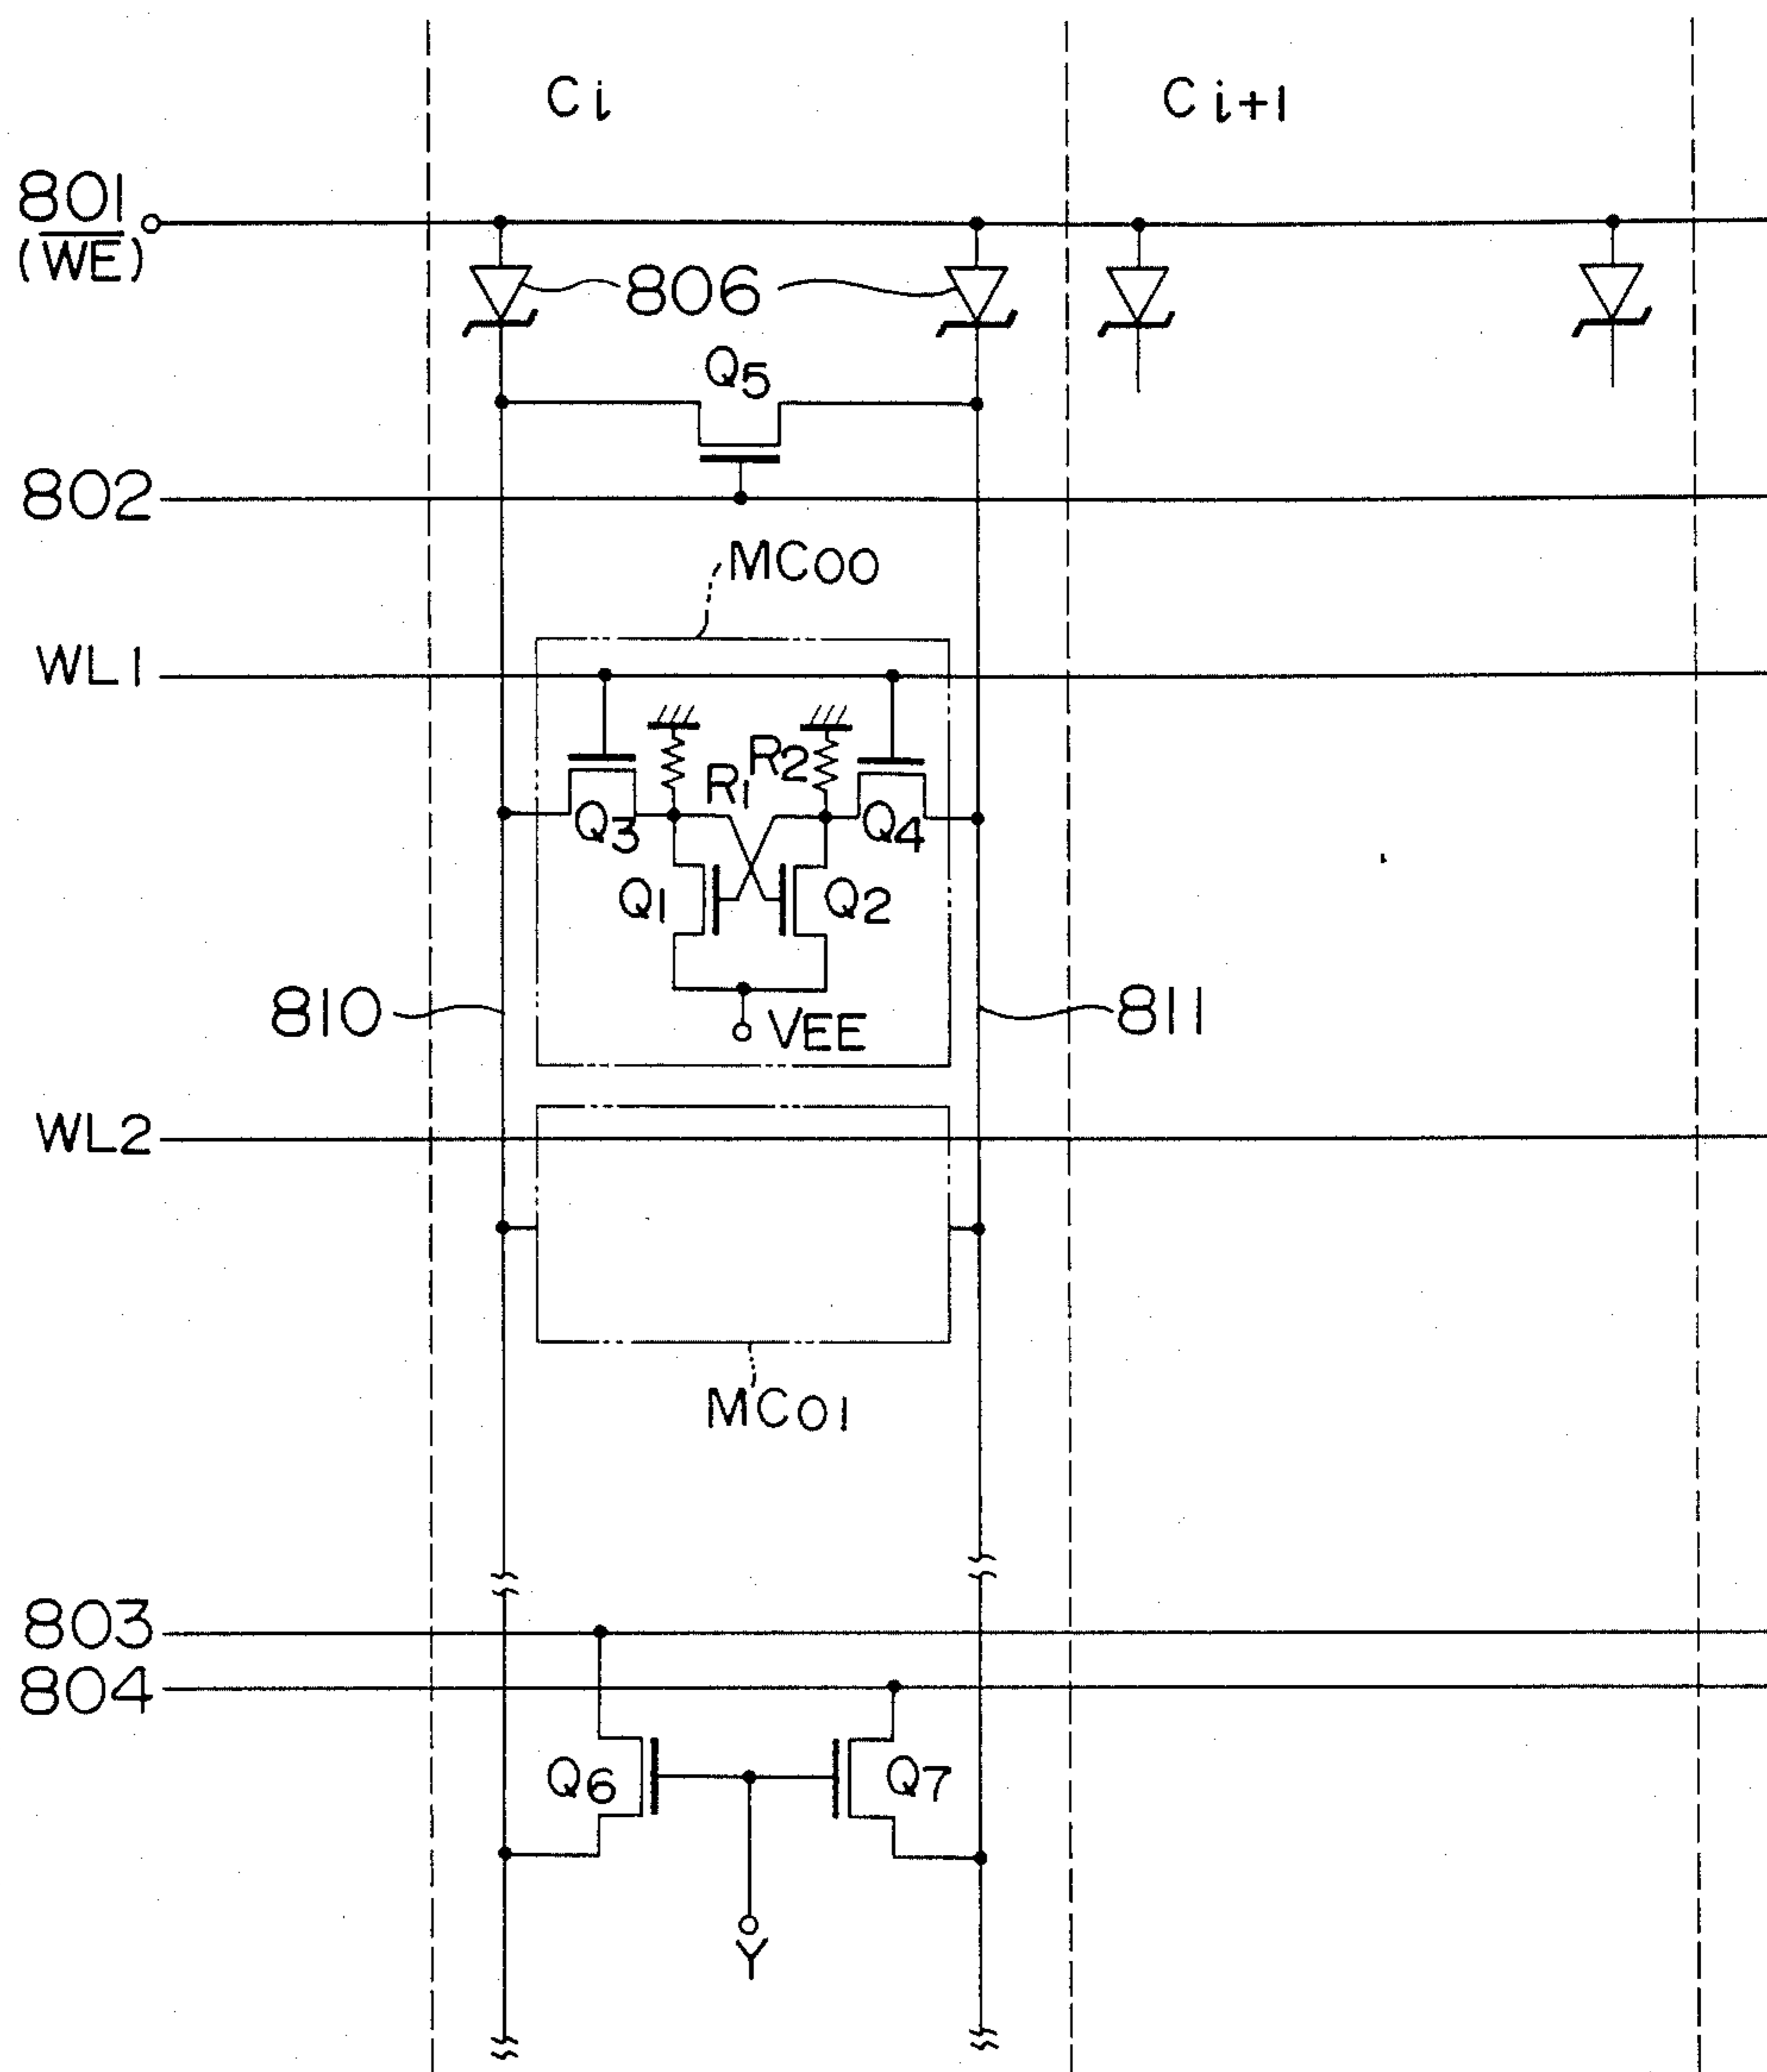 Ci
Ci+1
801
(W̅E̅)
806
Q5
802
MC00
WL1
R1
R2
Q3
Q4
Q1
Q2
810
811
VEE
WL2
MC01
803
804
Q6
Q7
Y